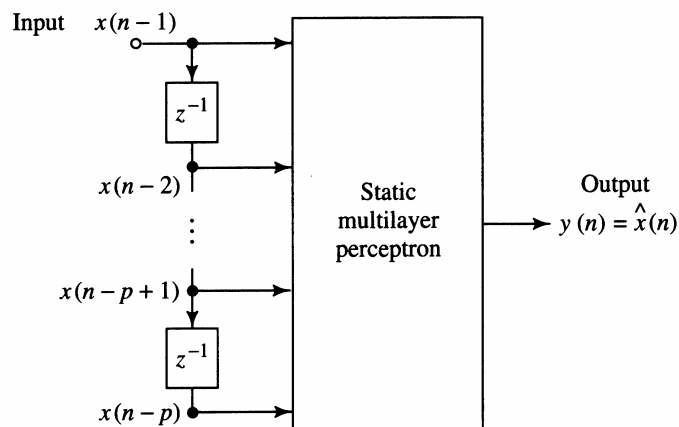 Input x(n − 1)
z⁻¹
x(n − 2)
⋮
Static
multilayer
perceptron
Output
y (n) = x̂(n)
x(n − p + 1)
z⁻¹
x(n − p)